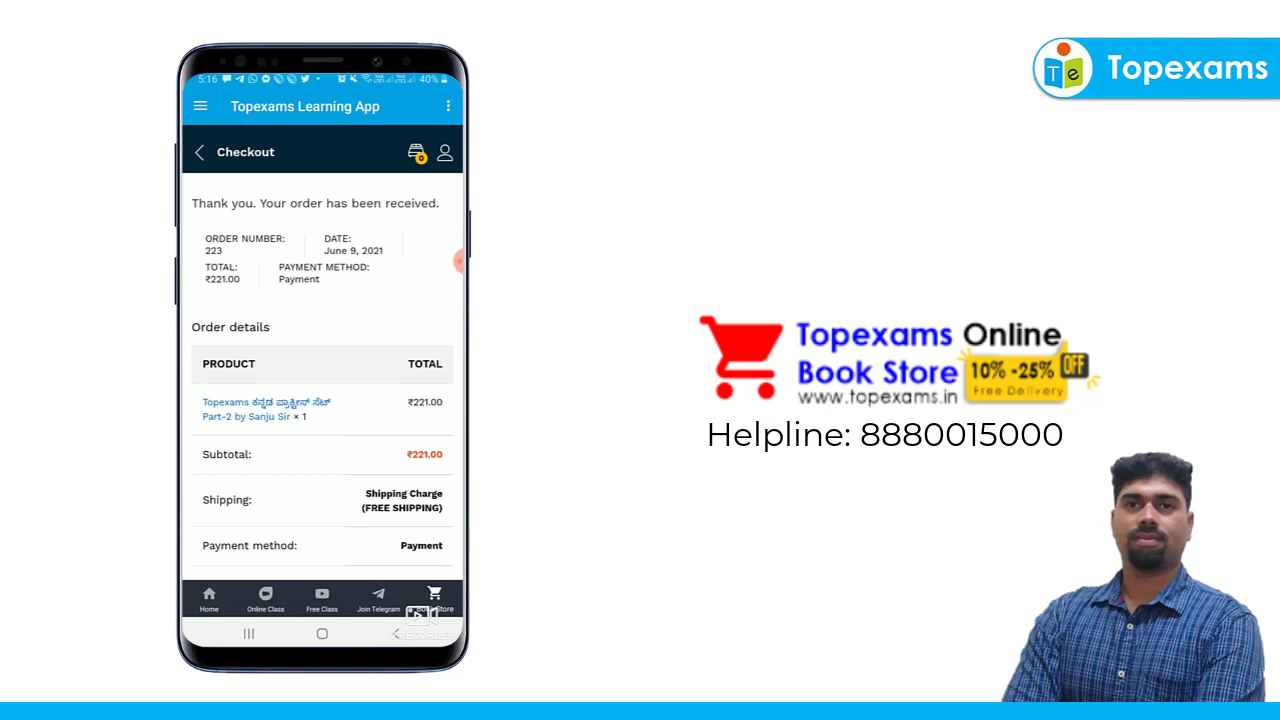 5:16
40%
Topexams Learning App
Checkout
0
Thank you. Your order has been received.
ORDER NUMBER:
223
DATE:
June 9, 2021
TOTAL:
₹221.00
PAYMENT METHOD:
Payment
Order details
PRODUCT TOTAL
Topexams ಕನ್ನಡ ಪ್ರಾಕ್ಟೀಸ್ ಸೆಟ್ ₹221.00
Part-2 by Sanju Sir × 1
Subtotal: ₹221.00
Shipping: Shipping Charge
(FREE SHIPPING)
Payment method: Payment
Home Online Class Free Class Join Telegram Book Store
RECORDER
Te Topexams
Topexams Online
Book Store 10% -25% OFF
Free Delivery
www.topexams.in
Helpline: 8880015000